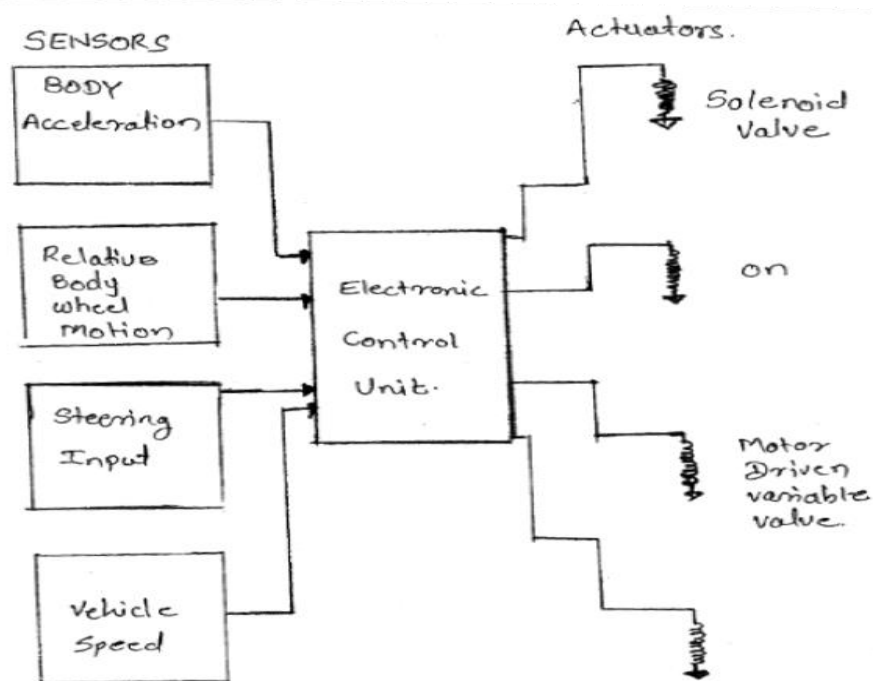 SENSORS
BODY
Acceleration
Relative
Body
wheel
Motion
Steering
Input
Vehicle
Speed
Electronic
Control
Unit.
Actuators.
Solenoid
Valve
on
Motor
Driven
variable
value.